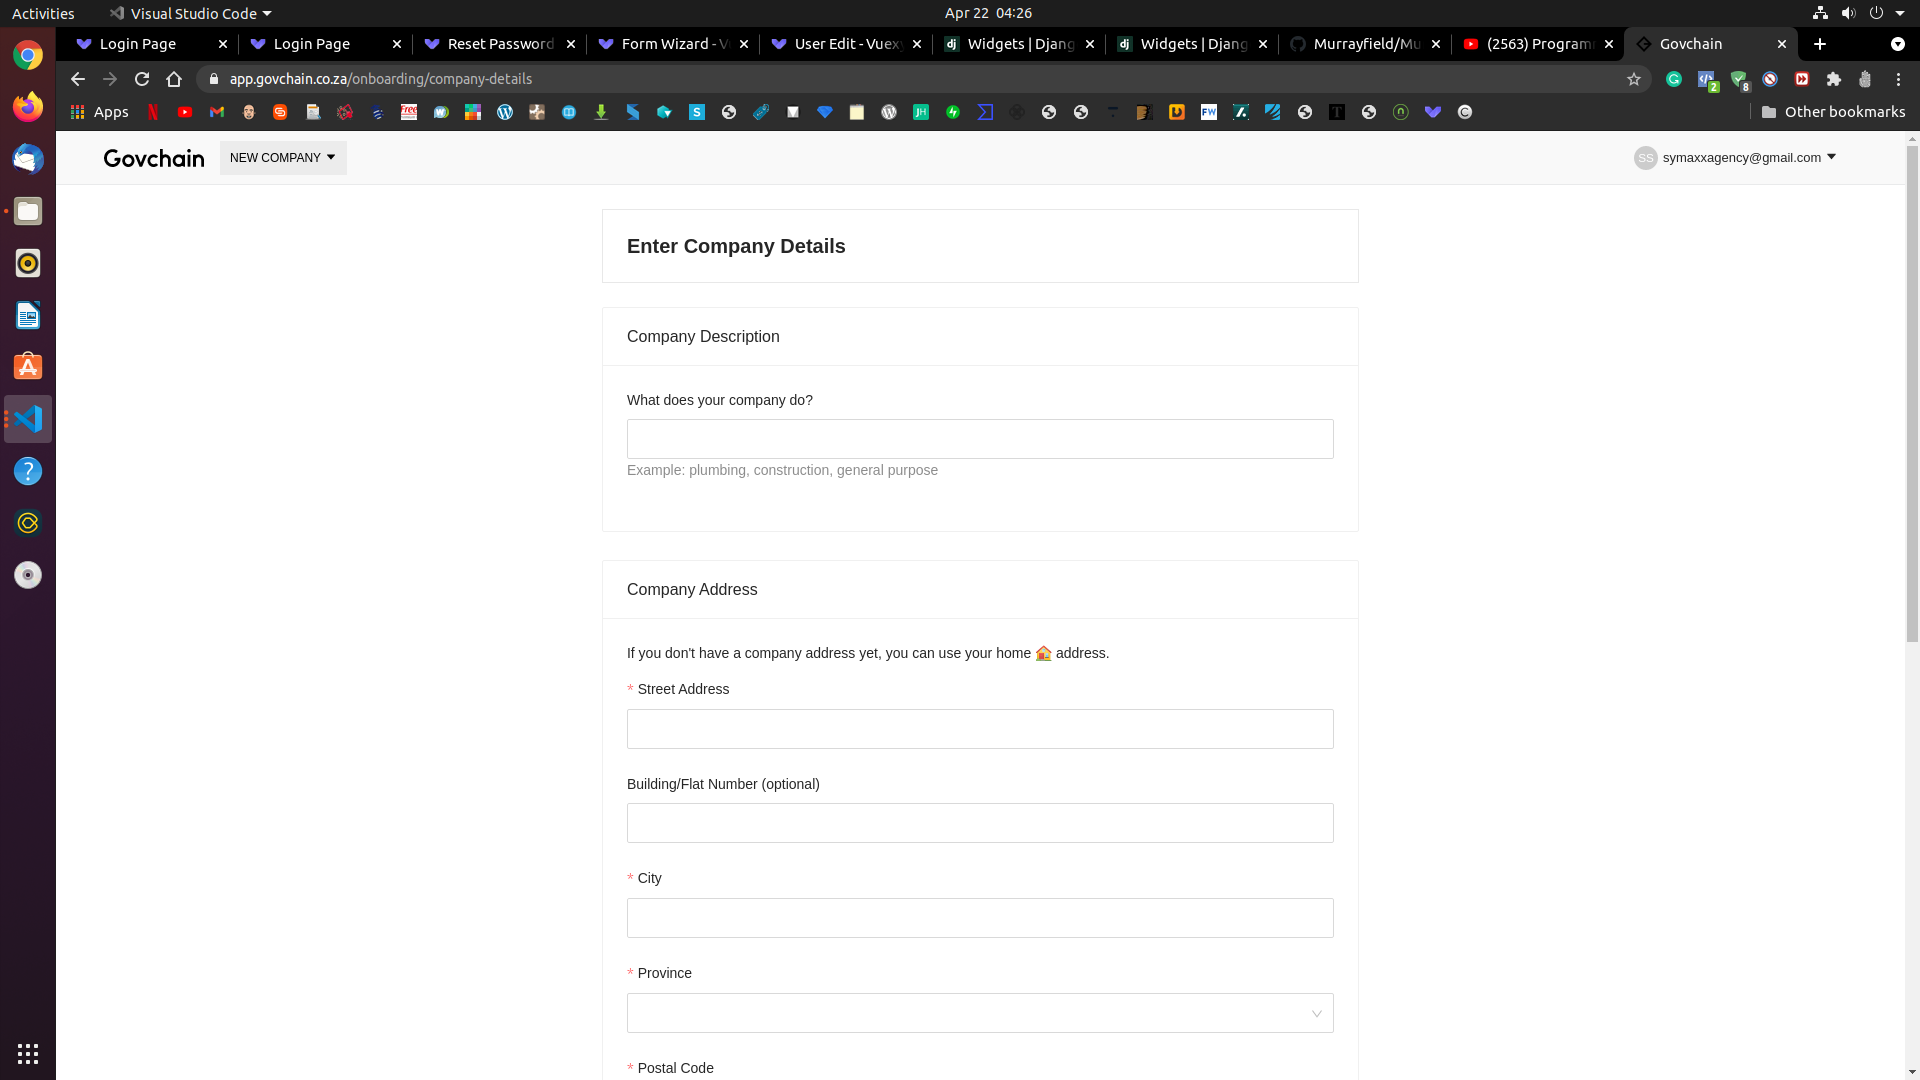 Activities
Visual Studio Code
Apr 22 04:26
Login Page
Login Page
Reset Password
Form Wizard - V
User Edit - Vuexy
Widgets | Djang
Widgets | Djang
Murrayfield/Mu
(2563) Program
Govchain
app.govchain.co.za/onboarding/company-details
2
8
Apps
Other bookmarks
Govchain
NEW COMPANY
SS
symaxxagency@gmail.com
Enter Company Details
Company Description
What does your company do?
Example: plumbing, construction, general purpose
Company Address
If you don't have a company address yet, you can use your home 🏠 address.
* Street Address
Building/Flat Number (optional)
* City
* Province
* Postal Code